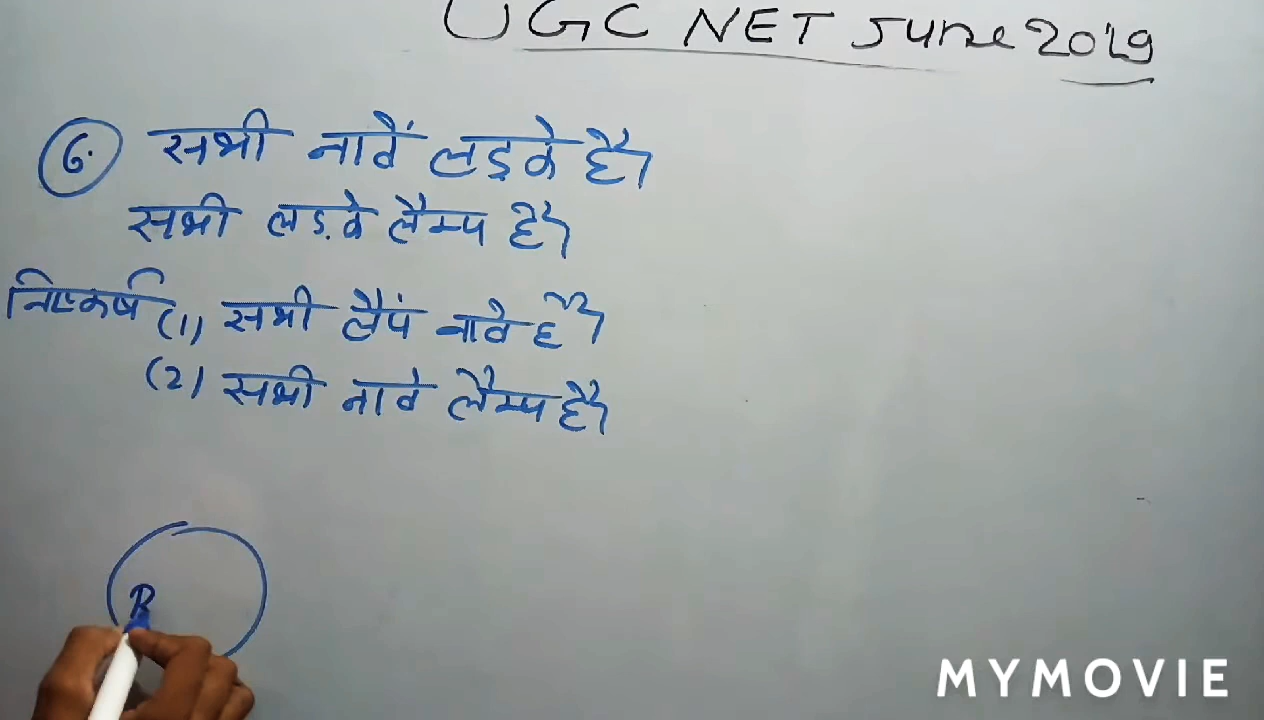 UGC NET June 2019
6. सभी नावें लड़के है।
सभी लड़के लैम्प है।
निष्कर्ष (1) सभी लैंप नावे है।
(2) सभी नावे लैम्प है।
B
MYMOVIE